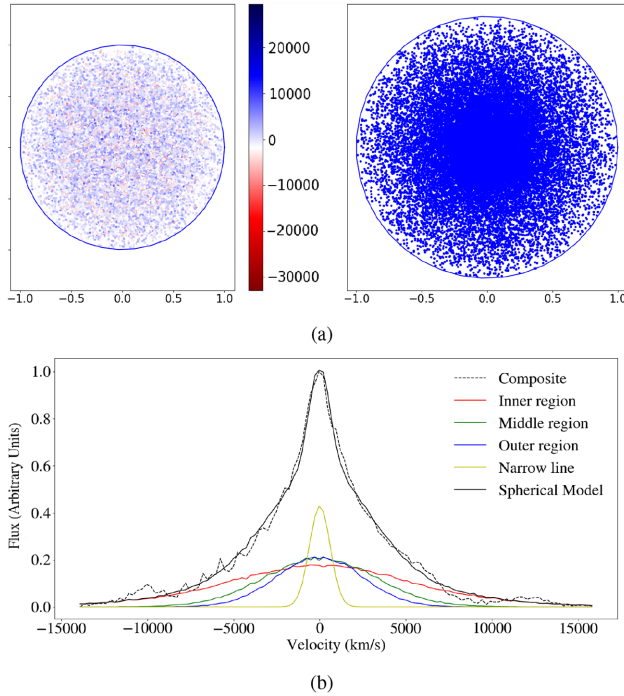 20000
10000
0
−10000
−20000
−30000
−1.0 −0.5 0.0 0.5 1.0
−1.0 −0.5 0.0 0.5 1.0
(a)
1.0
0.8
0.6
0.4
0.2
0.0
Flux (Arbitrary Units)
Composite
Inner region
Middle region
Outer region
Narrow line
Spherical Model
−15000 −10000 −5000 0 5000 10000 15000
Velocity (km/s)
(b)